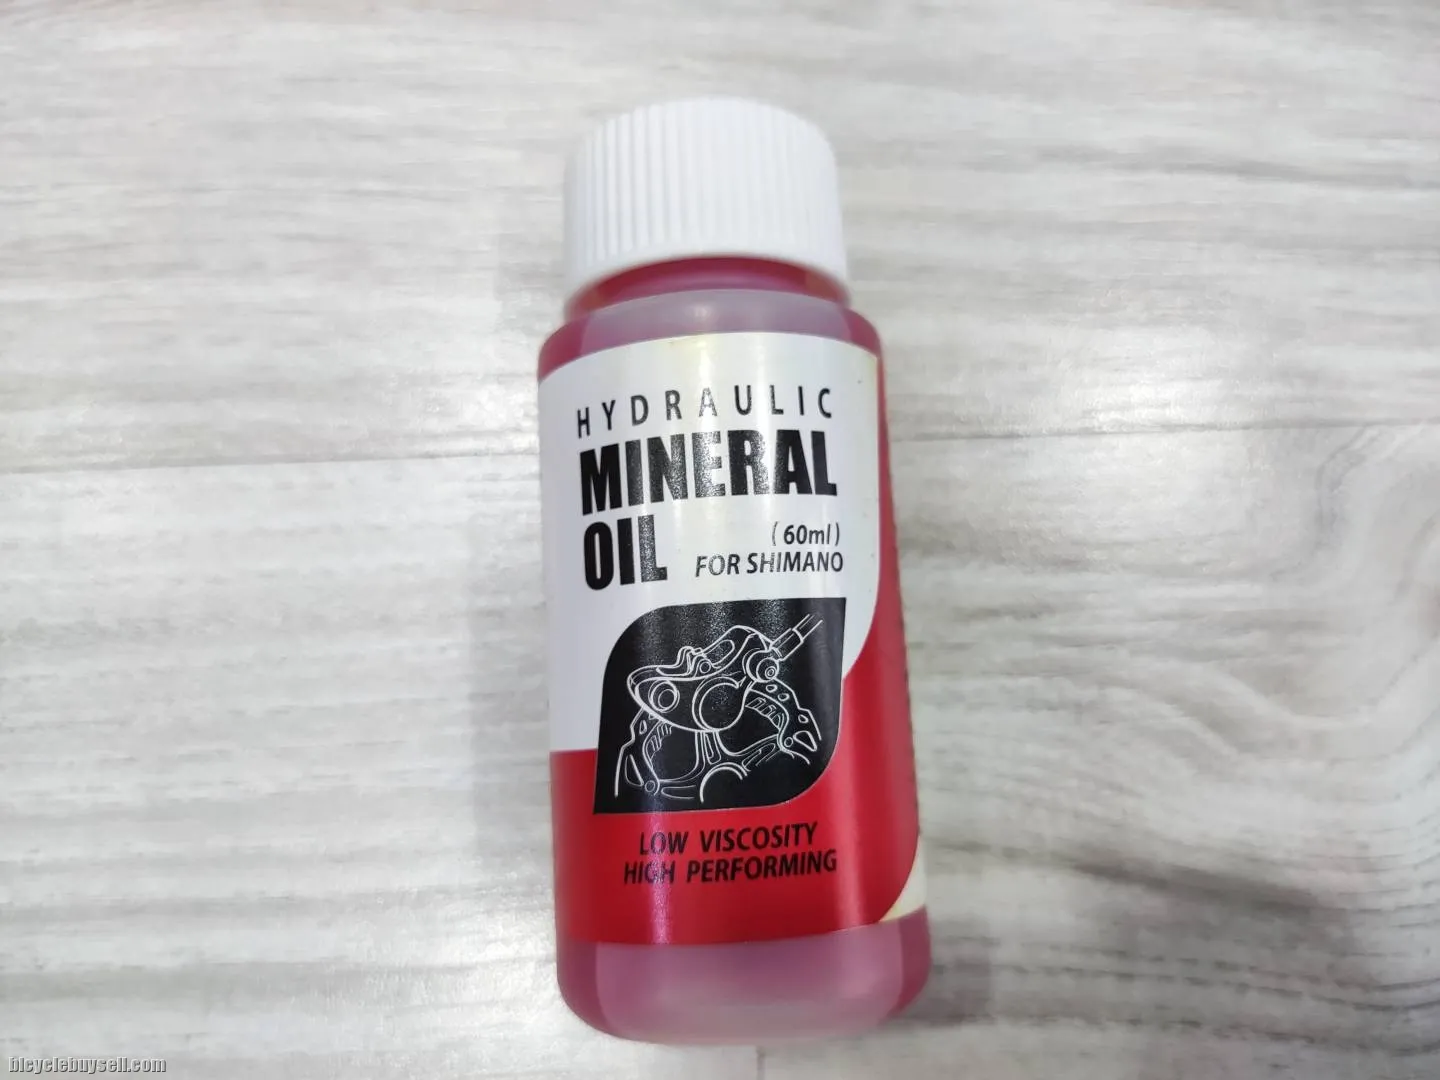 HYDRAULIC
MINERAL
OIL
(60ml)
FOR SHIMANO
LOW VISCOSITY
HIGH PERFORMING
bicyclebuysell.com